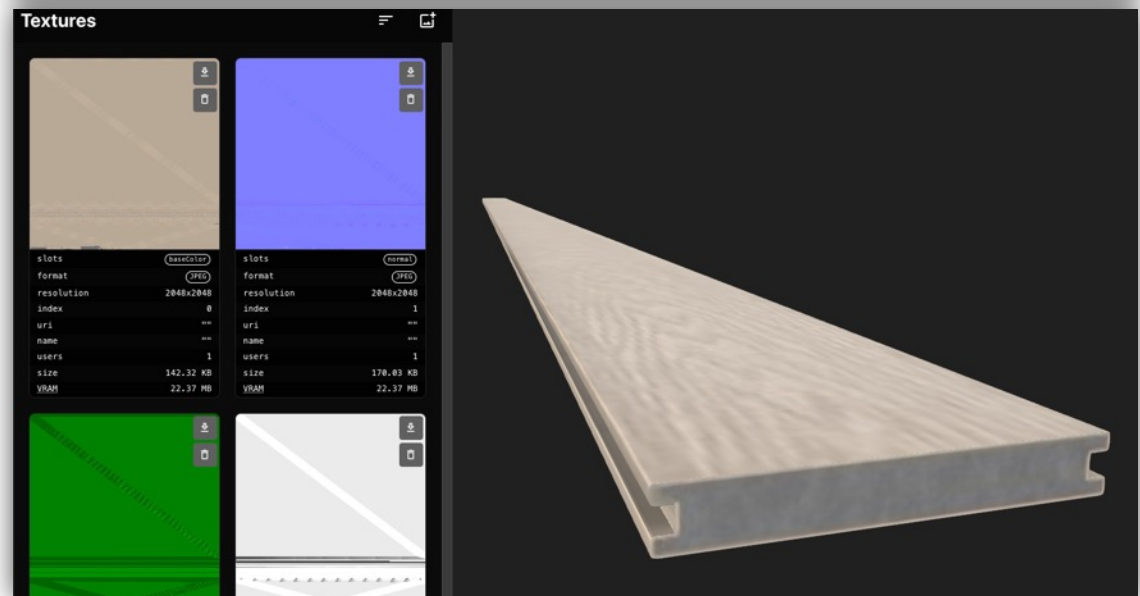 Textures
slots baseColor
format JPEG
resolution 2048x2048
index 0
uri ""
name ""
users 1
size 142.32 KB
VRAM 22.37 MB
slots normal
format JPEG
resolution 2048x2048
index 1
uri ""
name ""
users 1
size 170.03 KB
VRAM 22.37 MB